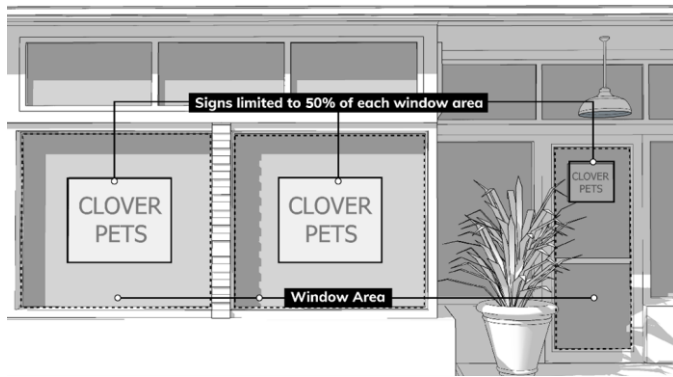 Signs limited to 50% of each window area
CLOVER
PETS
CLOVER
PETS
CLOVER
PETS
Window Area